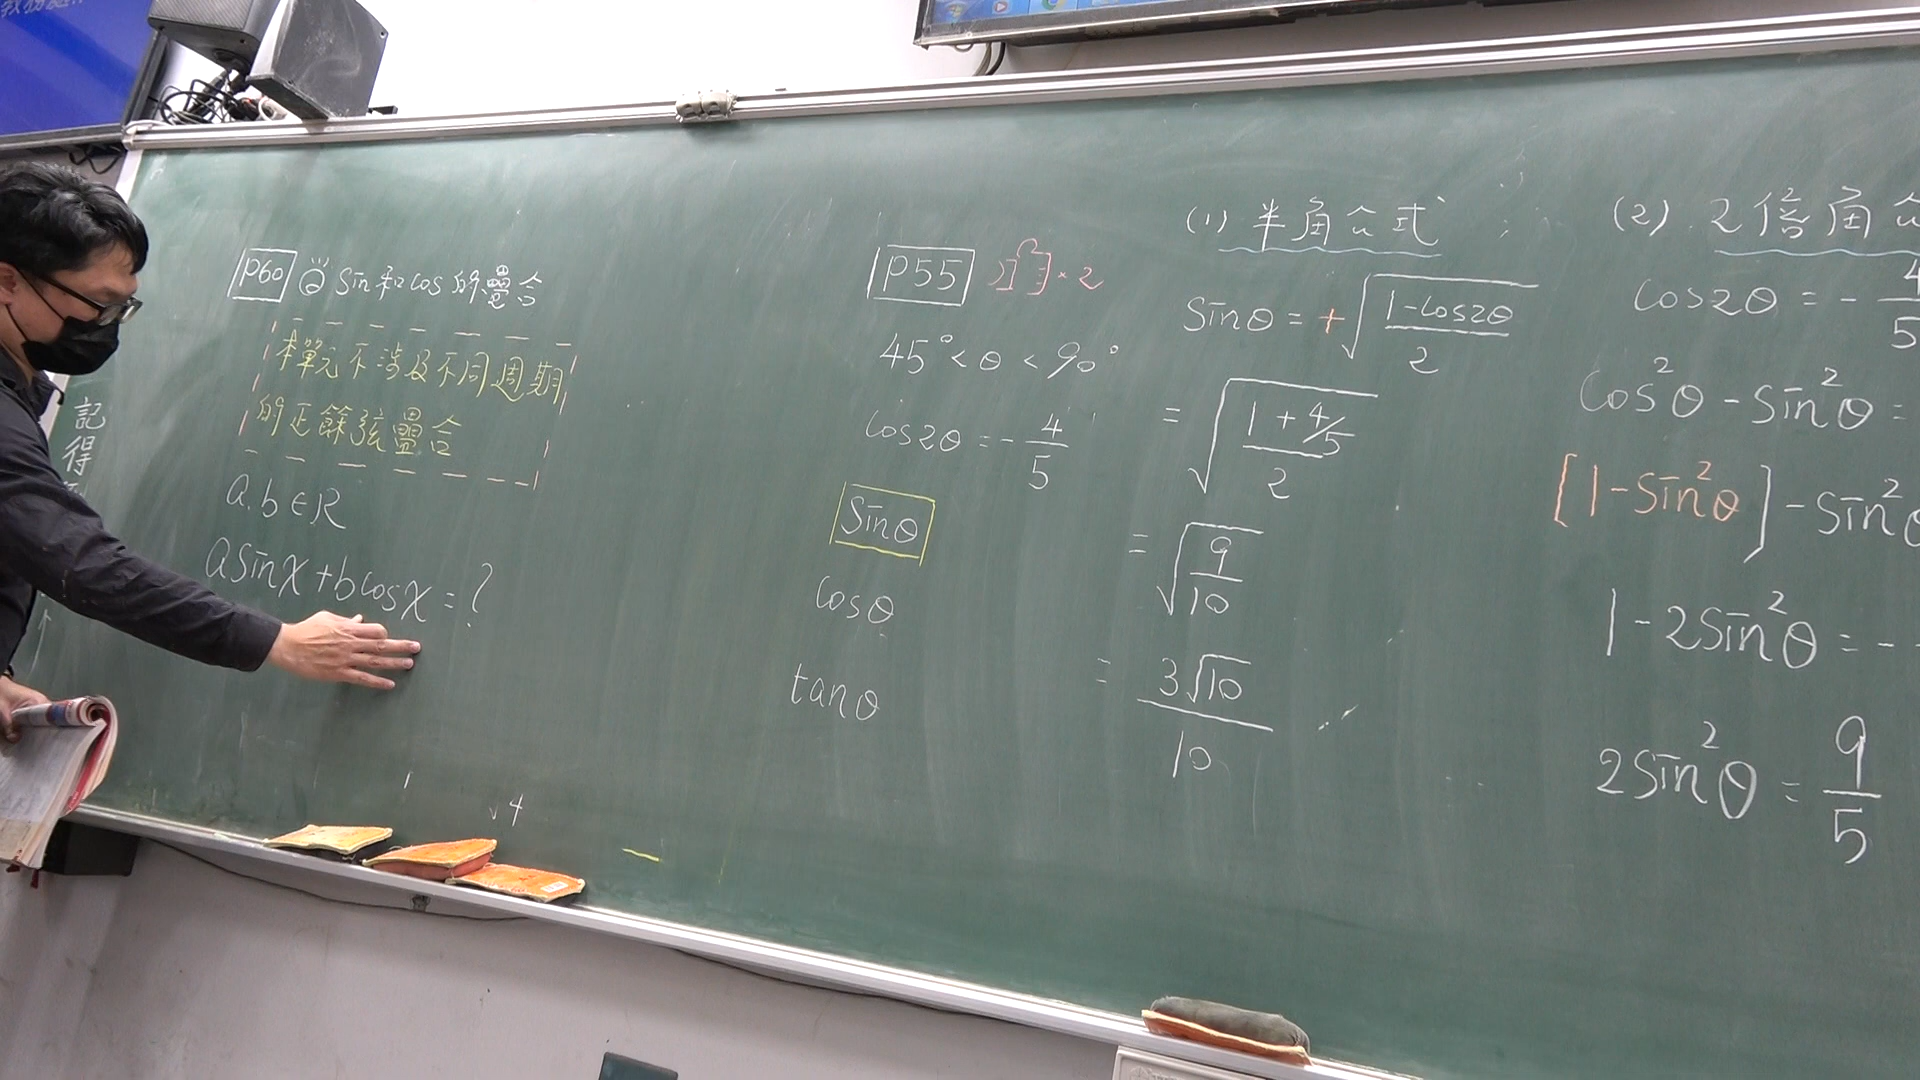 記得
P60 sin和cos的疊合
本單元不涉及不同週期
的正餘弦疊合
a.b∈R
asinx+bcosx=?
P55
45°<θ<90°
cos2θ=-4/5
sinθ
cosθ
tanθ
(1) 半角公式
sinθ=+√((1-cos2θ)/2)
=√((1+4/5)/2)
=√(9/10)
=3√10/10
(2) 2倍角公
cos2θ=-4/5
cos²θ-sin²θ=
[1-sin²θ]-sin²θ
1-2sin²θ=-
2sin²θ=9/5